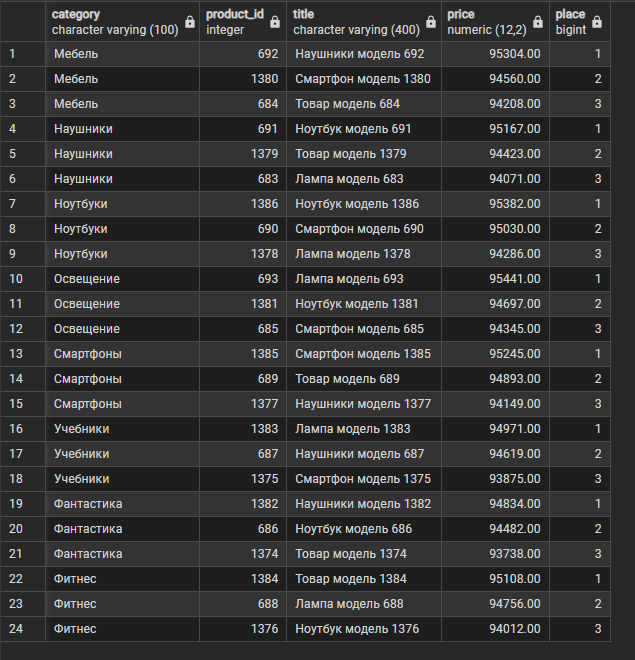 category product_id title price place
character varying (100) integer character varying (400) numeric (12,2) bigint
1 Мебель 692 Наушники модель 692 95304.00 1
2 Мебель 1380 Смартфон модель 1380 94560.00 2
3 Мебель 684 Товар модель 684 94208.00 3
4 Наушники 691 Ноутбук модель 691 95167.00 1
5 Наушники 1379 Товар модель 1379 94423.00 2
6 Наушники 683 Лампа модель 683 94071.00 3
7 Ноутбуки 1386 Ноутбук модель 1386 95382.00 1
8 Ноутбуки 690 Смартфон модель 690 95030.00 2
9 Ноутбуки 1378 Лампа модель 1378 94286.00 3
10 Освещение 693 Лампа модель 693 95441.00 1
11 Освещение 1381 Ноутбук модель 1381 94697.00 2
12 Освещение 685 Смартфон модель 685 94345.00 3
13 Смартфоны 1385 Смартфон модель 1385 95245.00 1
14 Смартфоны 689 Товар модель 689 94893.00 2
15 Смартфоны 1377 Наушники модель 1377 94149.00 3
16 Учебники 1383 Лампа модель 1383 94971.00 1
17 Учебники 687 Наушники модель 687 94619.00 2
18 Учебники 1375 Смартфон модель 1375 93875.00 3
19 Фантастика 1382 Наушники модель 1382 94834.00 1
20 Фантастика 686 Ноутбук модель 686 94482.00 2
21 Фантастика 1374 Товар модель 1374 93738.00 3
22 Фитнес 1384 Товар модель 1384 95108.00 1
23 Фитнес 688 Лампа модель 688 94756.00 2
24 Фитнес 1376 Ноутбук модель 1376 94012.00 3